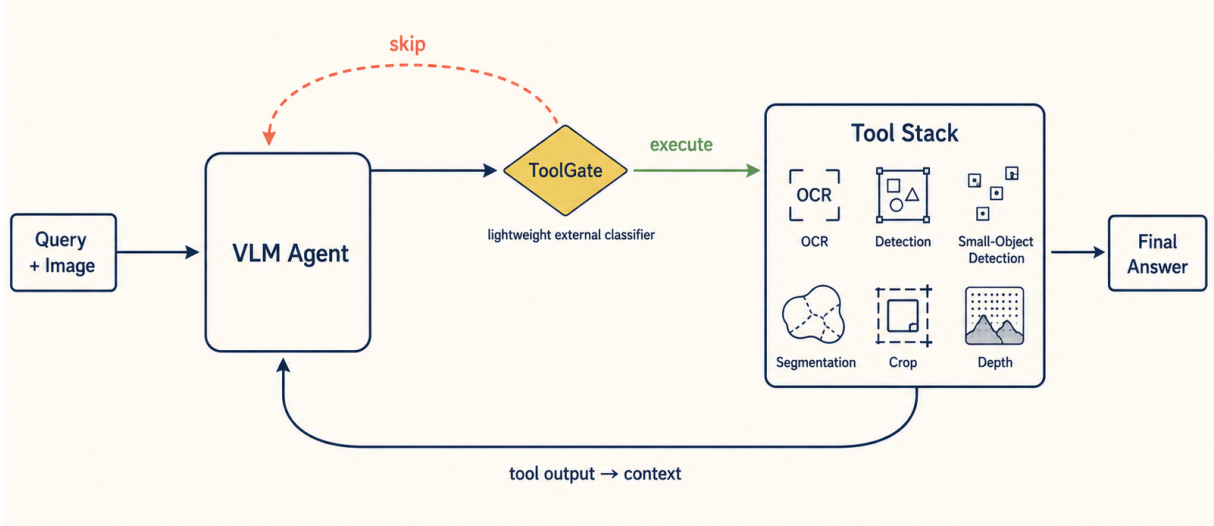 skip
Query
+ Image
VLM Agent
ToolGate
lightweight external classifier
execute
Tool Stack
OCR
OCR
Detection
Small-Object
Detection
Segmentation
Crop
Depth
Final
Answer
tool output → context